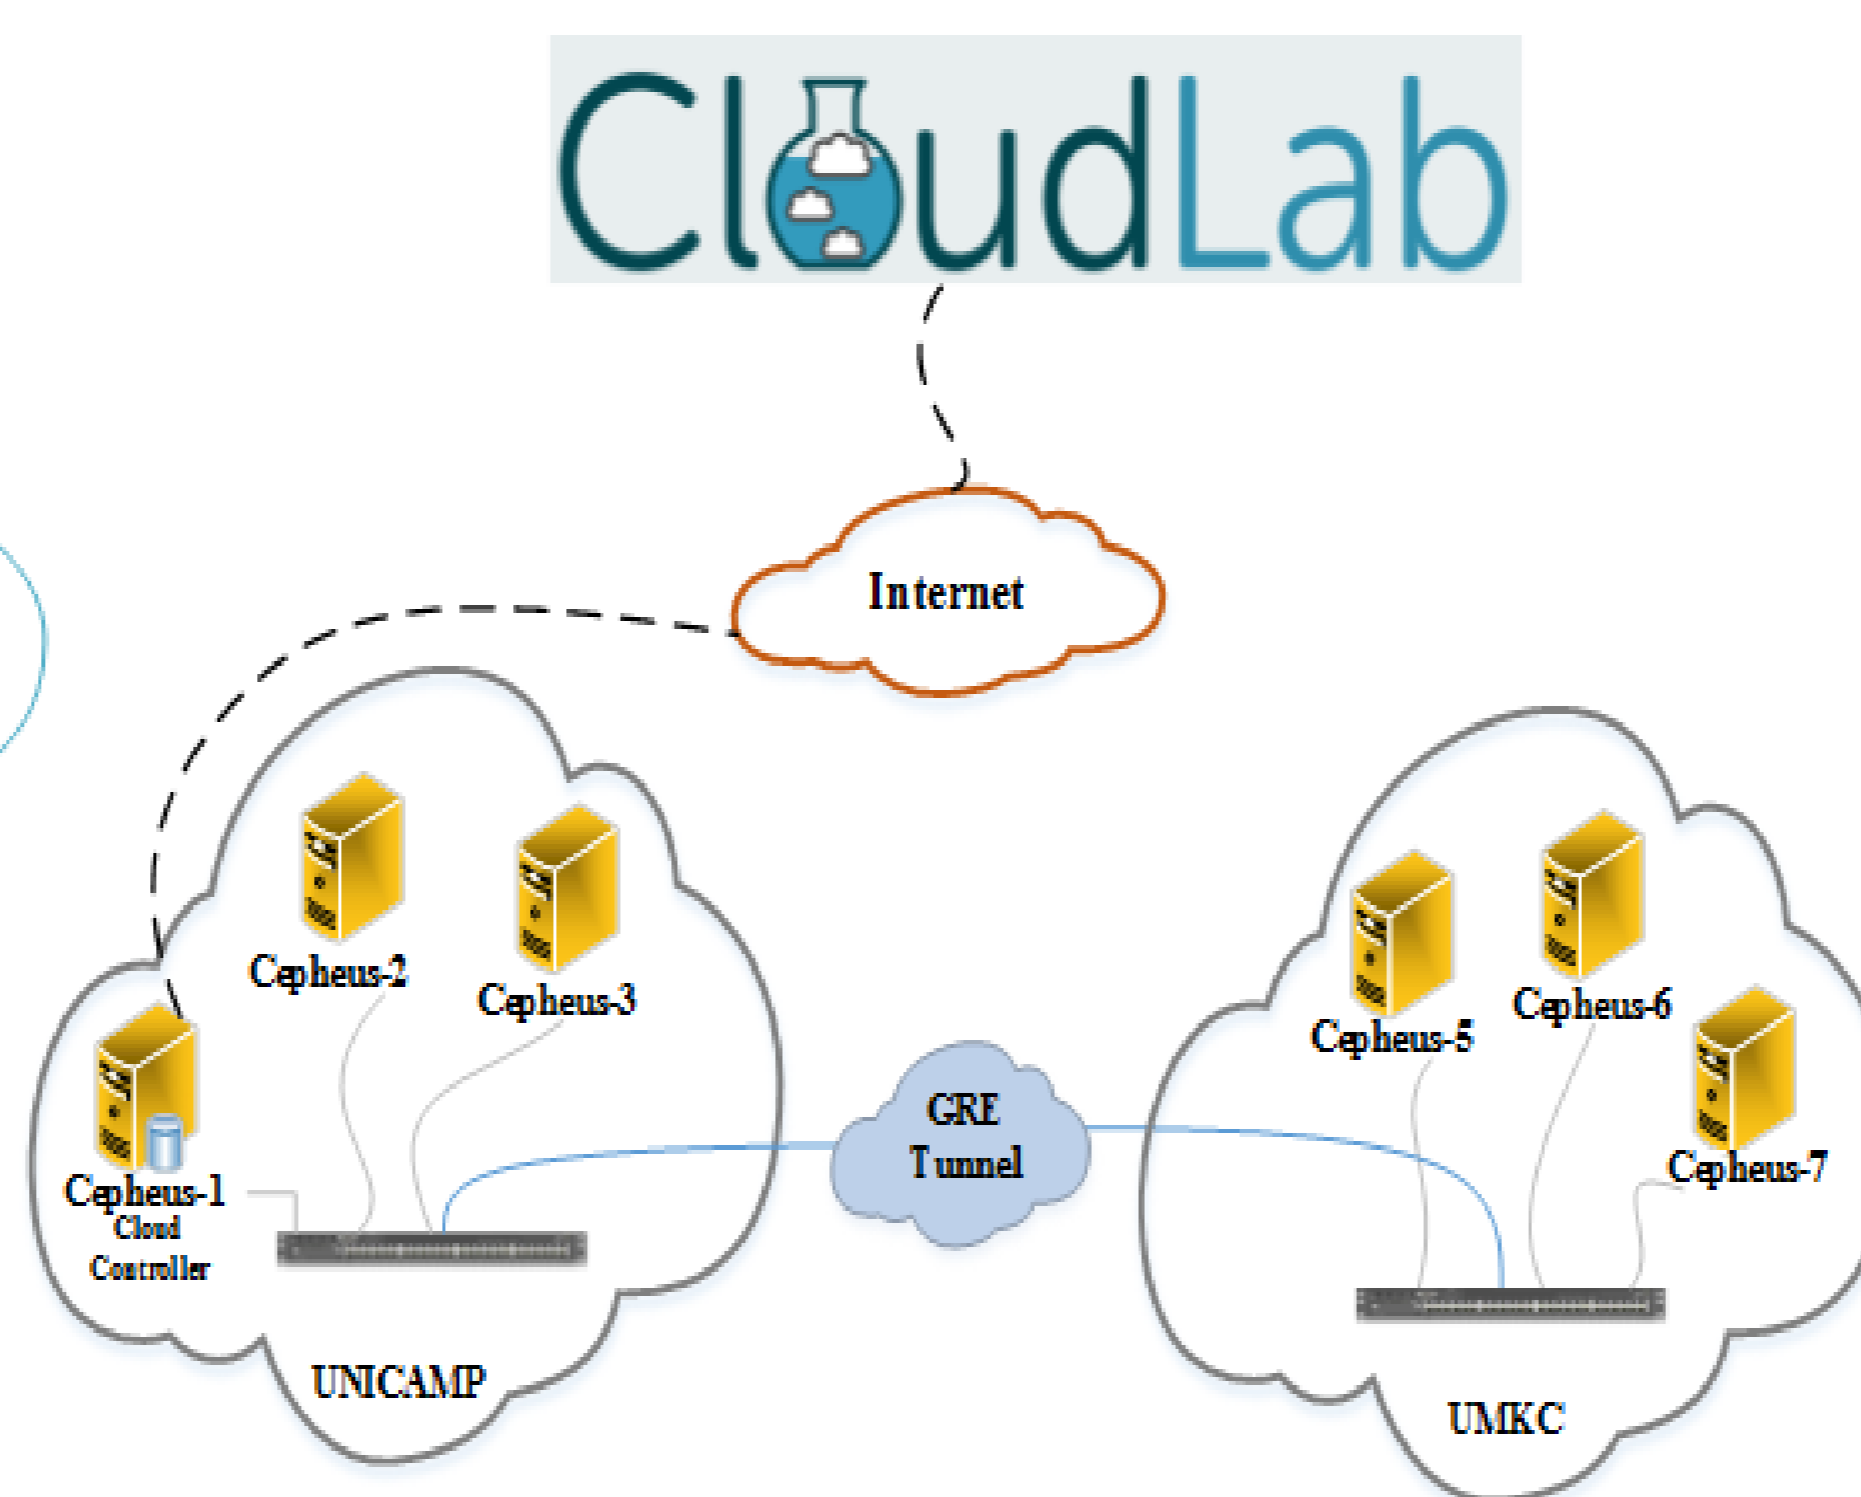 CloudLab
Internet
Cepheus-2
Cepheus-3
Cepheus-1
Cloud
Controller
UNICAMP
GRE
Tunnel
Cepheus-5
Cepheus-6
Cepheus-7
UMKC